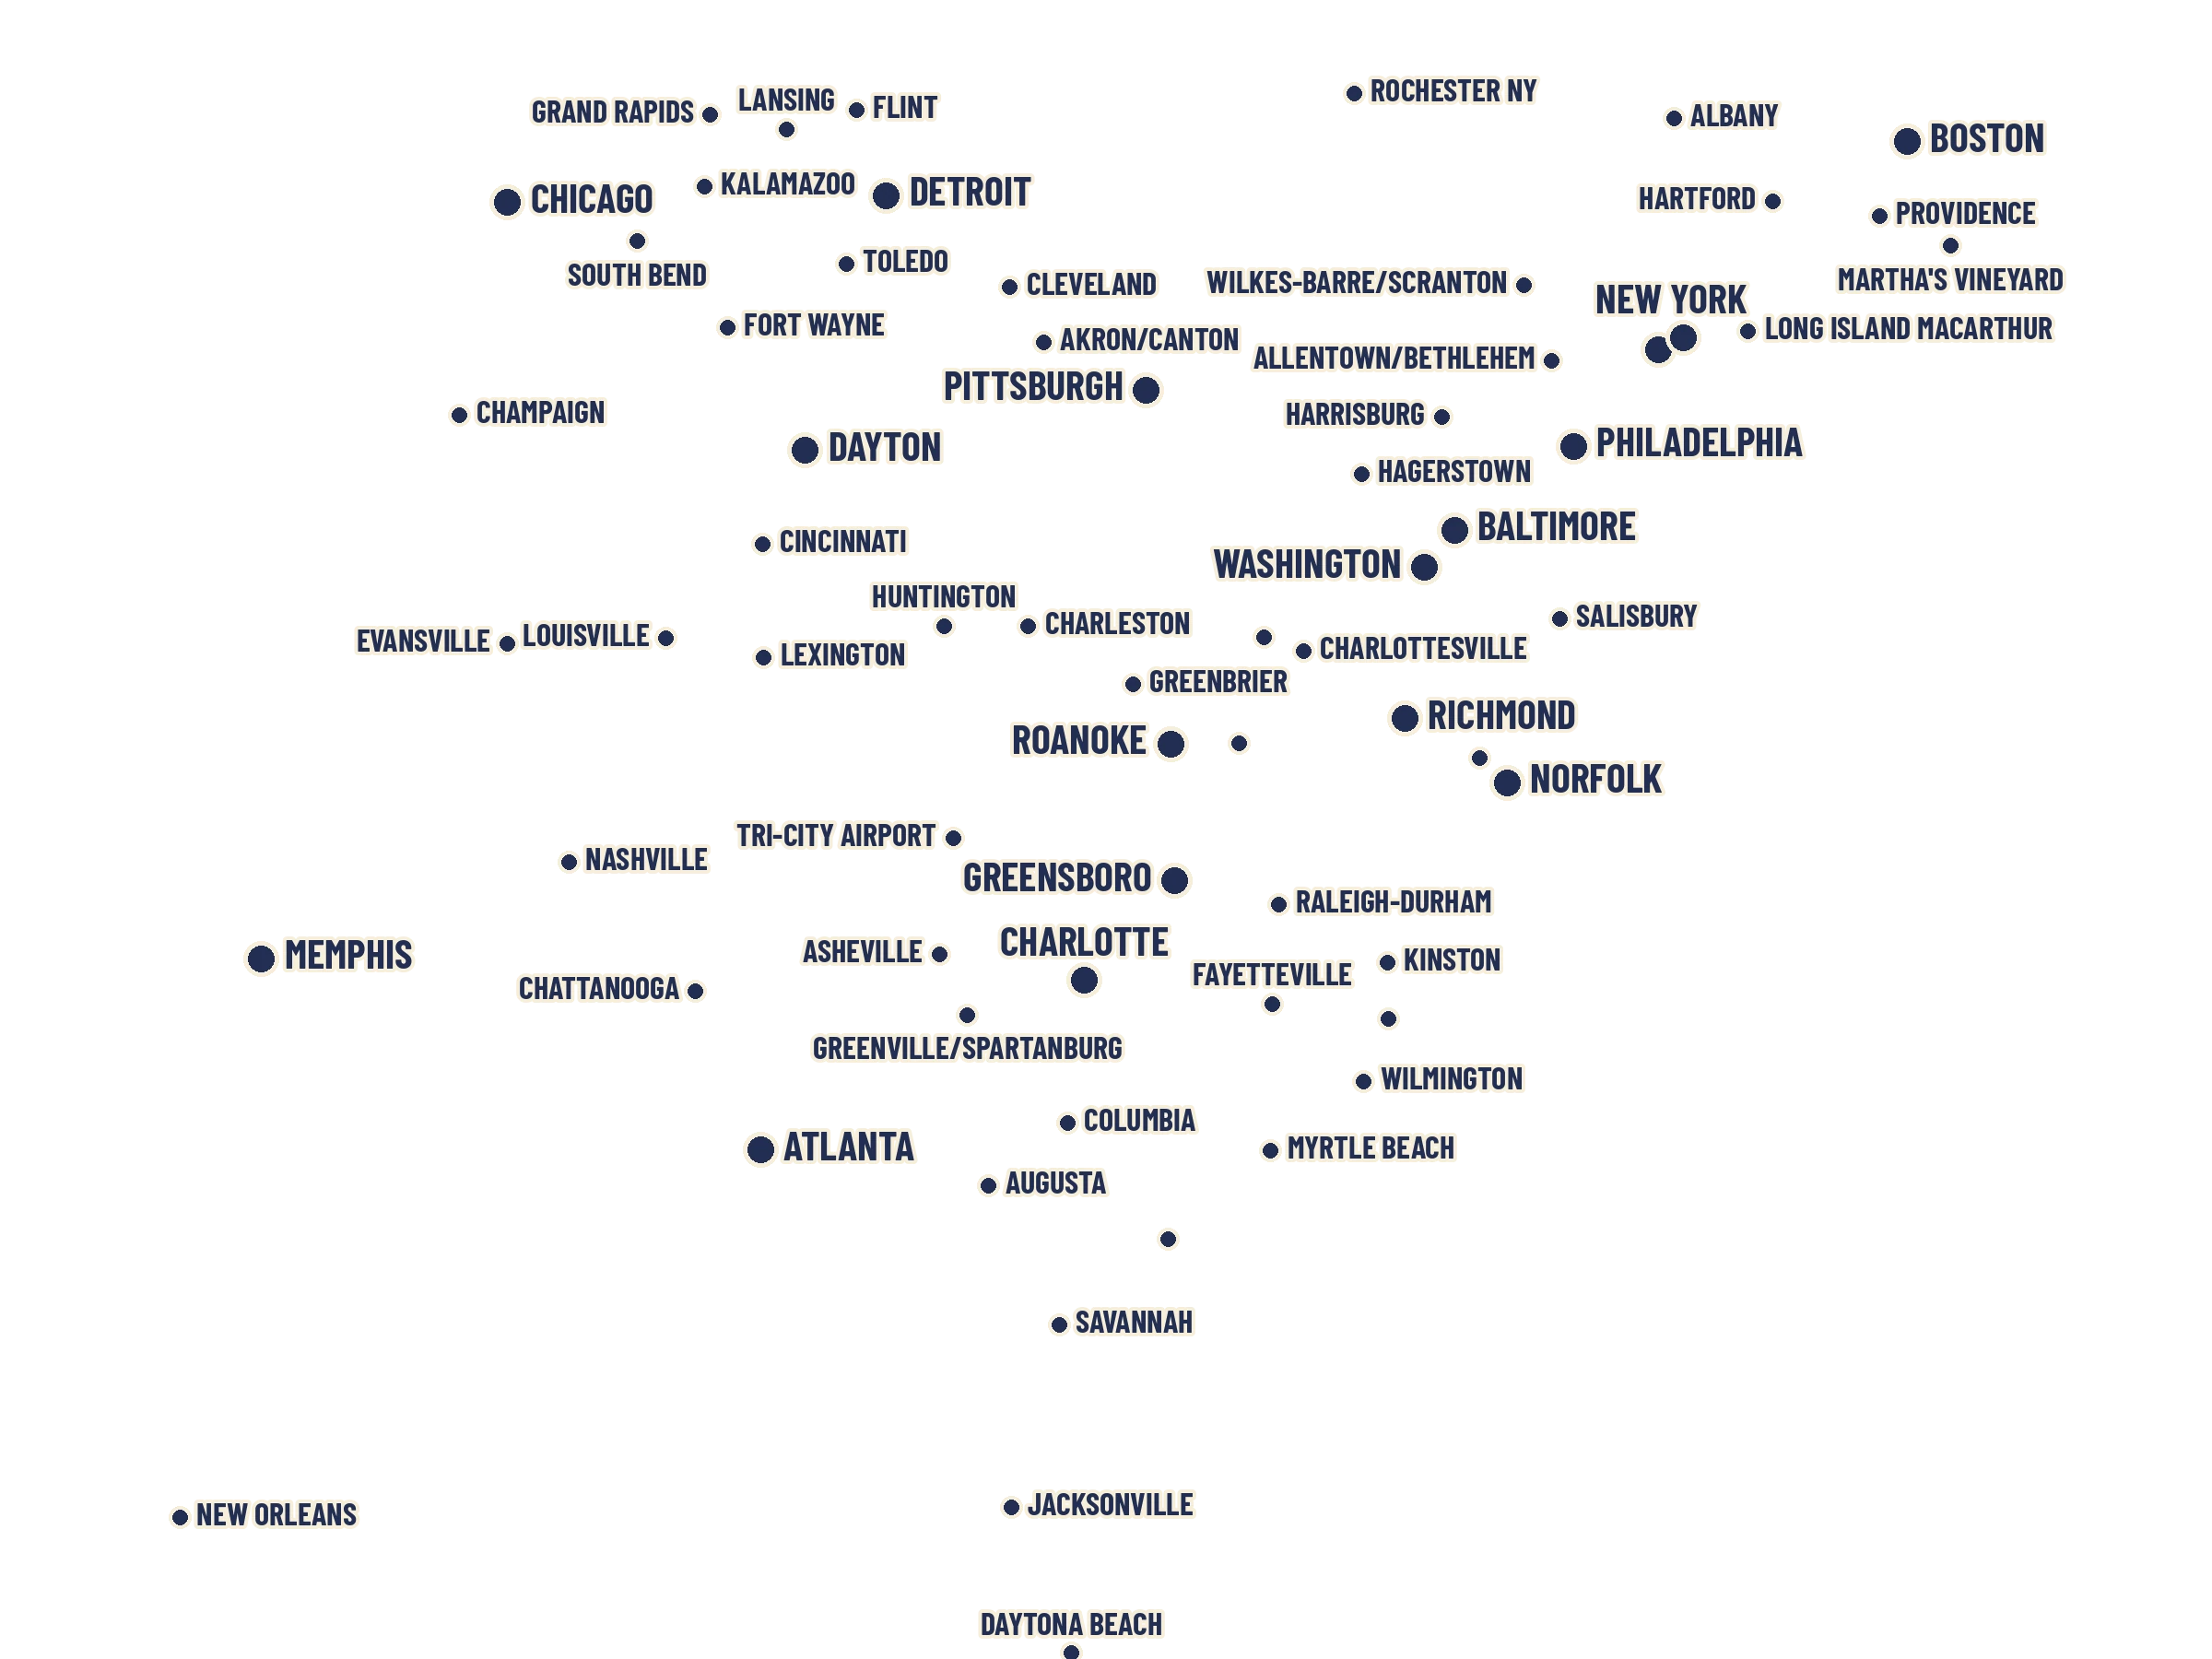 ROCHESTER NY
LANSING
FLINT
GRAND RAPIDS
ALBANY
BOSTON
KALAMAZOO
DETROIT
CHICAGO
HARTFORD
PROVIDENCE
TOLEDO
SOUTH BEND
CLEVELAND
WILKES-BARRE/SCRANTON
MARTHA'S VINEYARD
NEW YORK
FORT WAYNE
LONG ISLAND MACARTHUR
AKRON/CANTON
ALLENTOWN/BETHLEHEM
PITTSBURGH
CHAMPAIGN
HARRISBURG
PHILADELPHIA
DAYTON
HAGERSTOWN
BALTIMORE
CINCINNATI
WASHINGTON
HUNTINGTON
SALISBURY
CHARLESTON
EVANSVILLE
LOUISVILLE
CHARLOTTESVILLE
LEXINGTON
GREENBRIER
RICHMOND
ROANOKE
NORFOLK
TRI-CITY AIRPORT
NASHVILLE
GREENSBORO
RALEIGH-DURHAM
CHARLOTTE
ASHEVILLE
MEMPHIS
KINSTON
FAYETTEVILLE
CHATTANOOGA
GREENVILLE/SPARTANBURG
WILMINGTON
COLUMBIA
ATLANTA
MYRTLE BEACH
AUGUSTA
SAVANNAH
JACKSONVILLE
NEW ORLEANS
DAYTONA BEACH